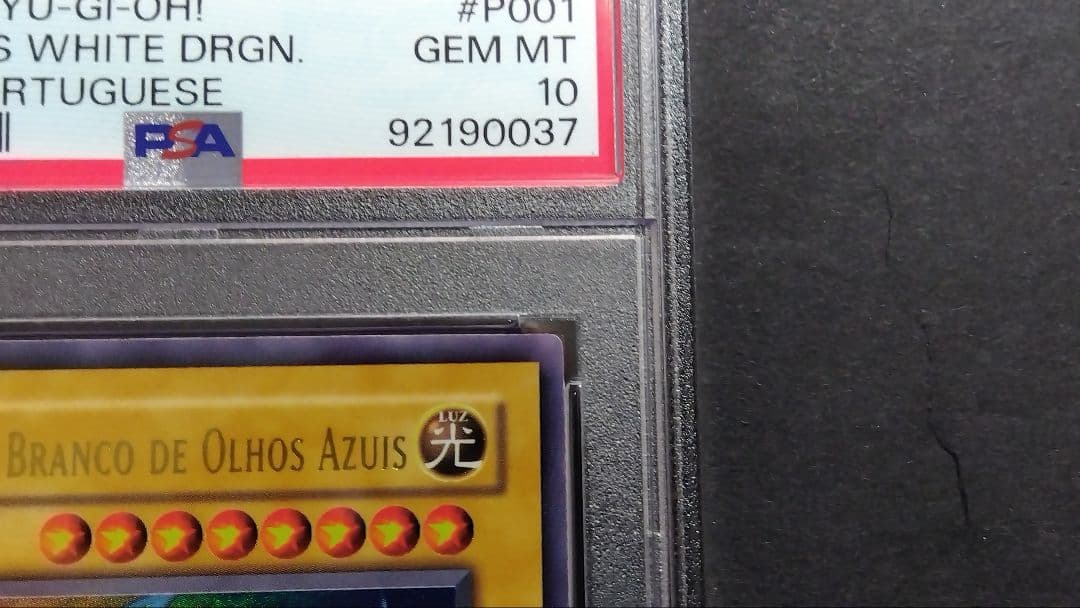 YU-GI-OH! #P001
S WHITE DRGN. GEM MT
RTUGUESE 10
PSA 92190037
BRANCO DE OLHOS AZUIS
LUZ
光